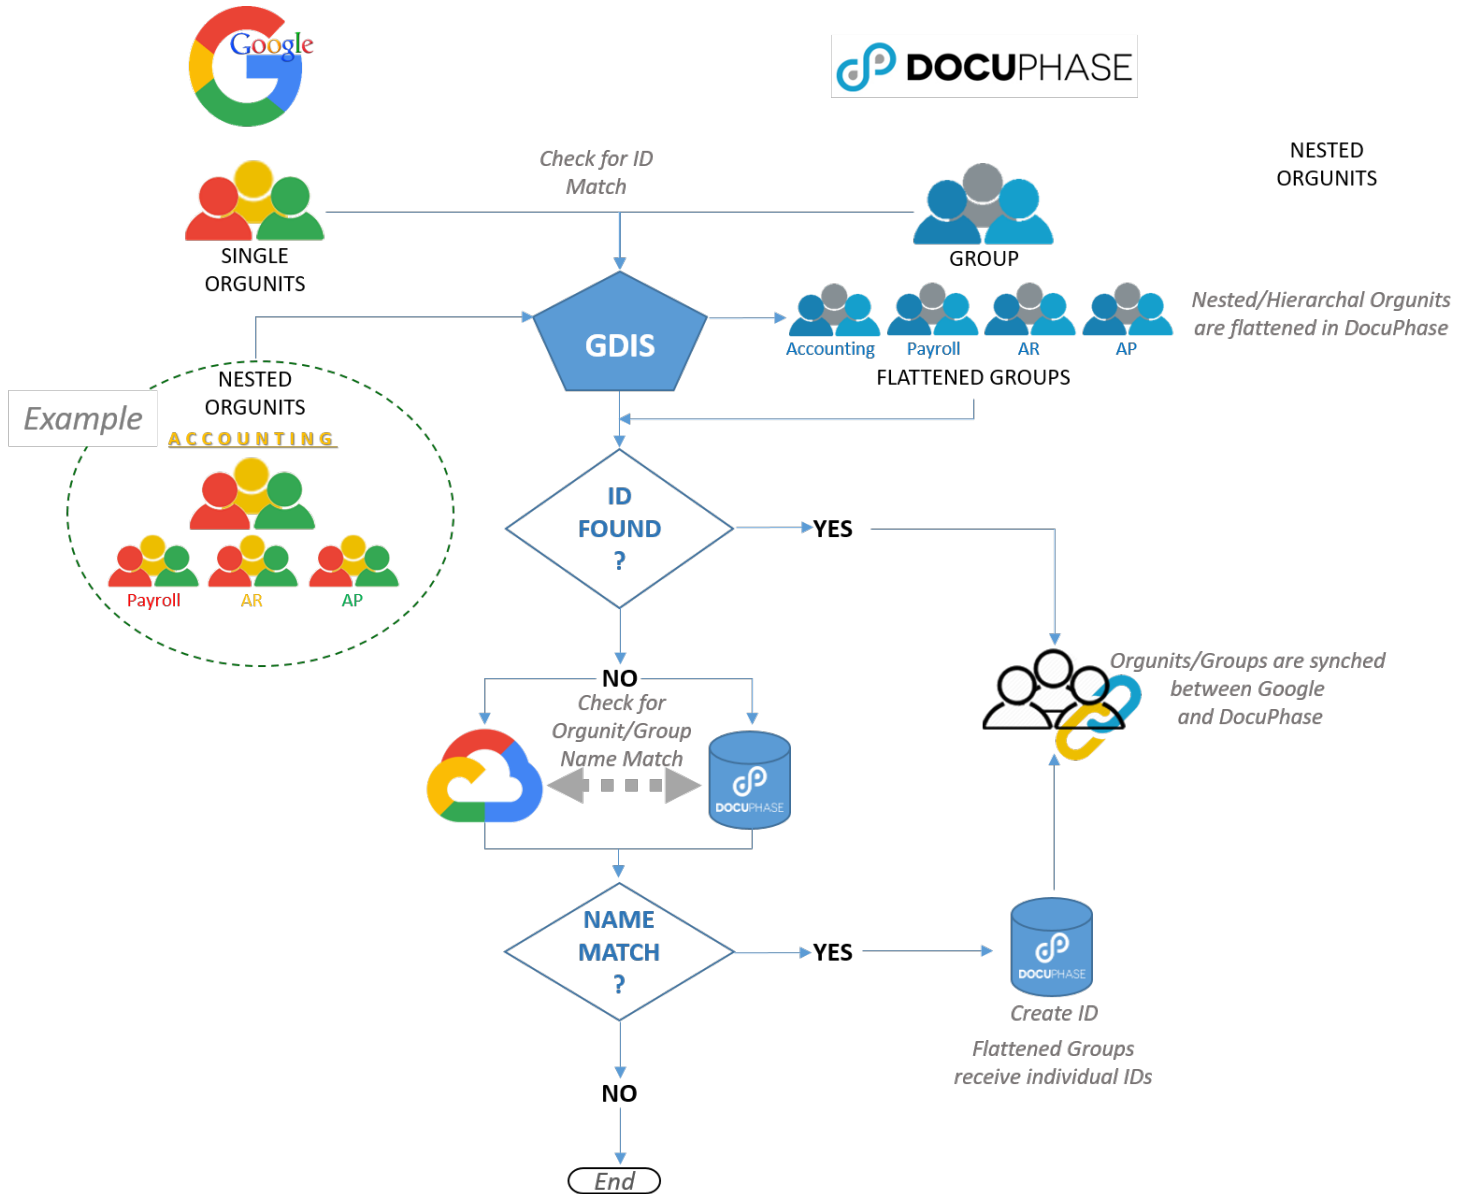 Google
DOCUPHASE
Check for ID
Match
NESTED
ORGUNITS
SINGLE
ORGUNITS
GROUP
GDIS
Accounting
Payroll
AR
AP
FLATTENED GROUPS
Nested/Hierarchal Orgunits
are flattened in DocuPhase
Example
NESTED
ORGUNITS
ACCOUNTING
Payroll
AR
AP
ID
FOUND
?
YES
NO
Check for
Orgunit/Group
Name Match
DOCUPHASE
Orgunits/Groups are synched
between Google
and DocuPhase
NAME
MATCH
?
YES
DOCUPHASE
Create ID
Flattened Groups
receive individual IDs
NO
End